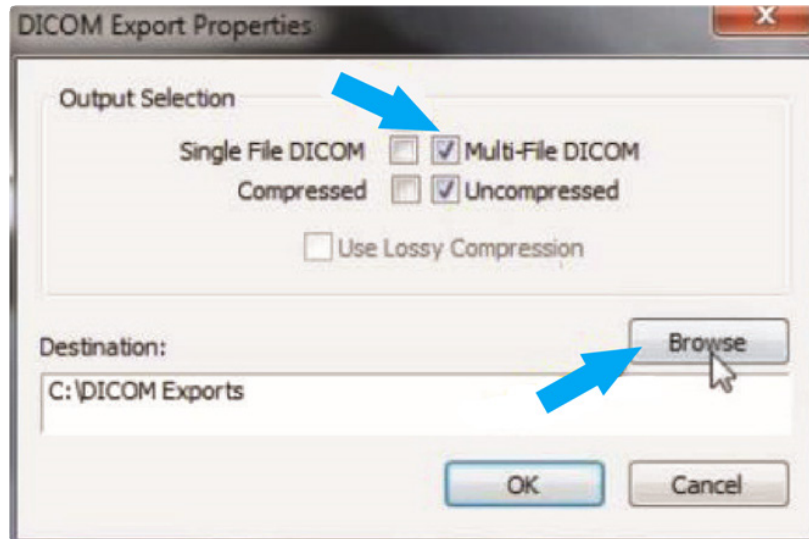 DICOM Export Properties
X
Output Selection
Single File DICOM Multi-File DICOM
Compressed Uncompressed
Use Lossy Compression
Destination:
Browse
C:\DICOM Exports
OK Cancel